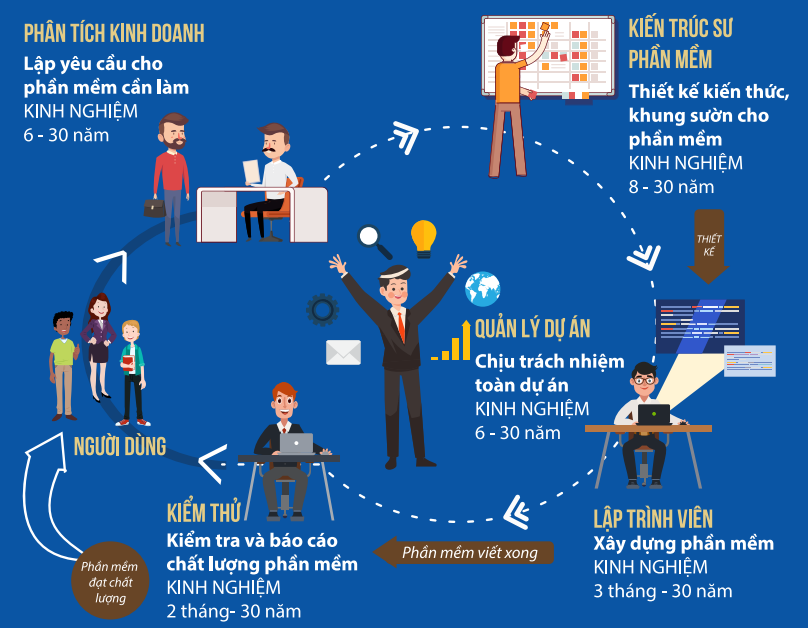 PHÂN TÍCH KINH DOANH
Lập yêu cầu cho
phần mềm cần làm
KINH NGHIỆM
6 - 30 năm
KIẾN TRÚC SƯ
PHẦN MỀM
Thiết kế kiến thức,
khung sườn cho
phần mềm
KINH NGHIỆM
8 - 30 năm
THIẾT
KẾ
QUẢN LÝ DỰ ÁN
Chịu trách nhiệm
toàn dự án
KINH NGHIỆM
6 - 30 năm
NGƯỜI DÙNG
LẬP TRÌNH VIÊN
Xây dựng phần mềm
KINH NGHIỆM
3 tháng - 30 năm
Phần mềm viết xong
KIỂM THỬ
Kiểm tra và báo cáo
chất lượng phần mềm
KINH NGHIỆM
2 tháng- 30 năm
Phần mềm
đạt chất
lượng